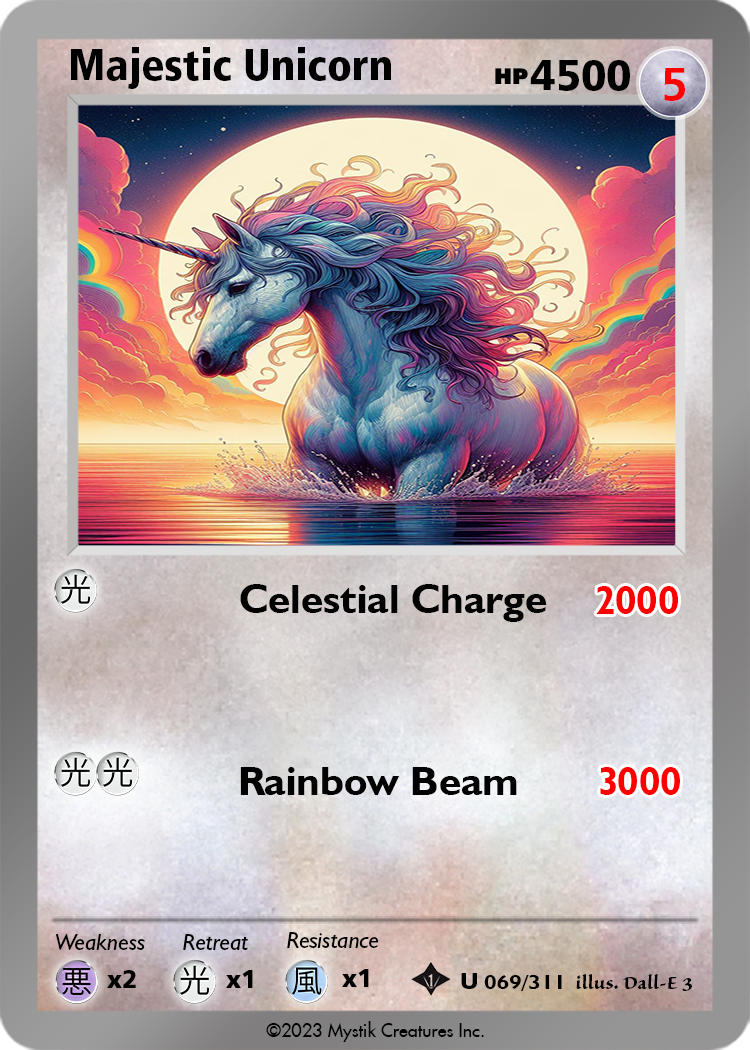 Majestic Unicorn HP4500 5
光 Celestial Charge 2000
光光 Rainbow Beam 3000
Weakness Retreat Resistance
悪 x2 光 x1 風 x1 1 U 069/311 illus. Dall-E 3
©2023 Mystik Creatures Inc.